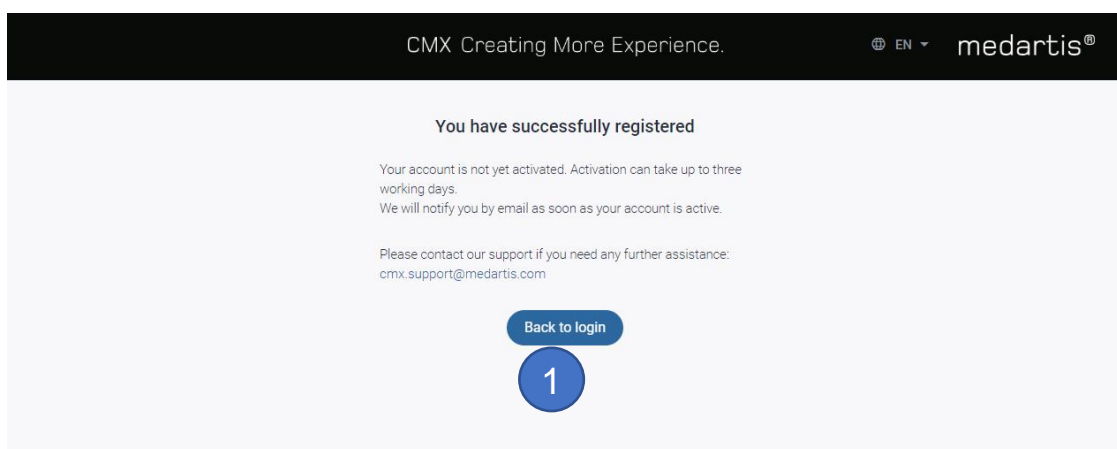 CMX Creating More Experience.
EN
medartis®
You have successfully registered
Your account is not yet activated. Activation can take up to three
working days.
We will notify you by email as soon as your account is active.
Please contact our support if you need any further assistance:
cmx.support@medartis.com
Back to login
1